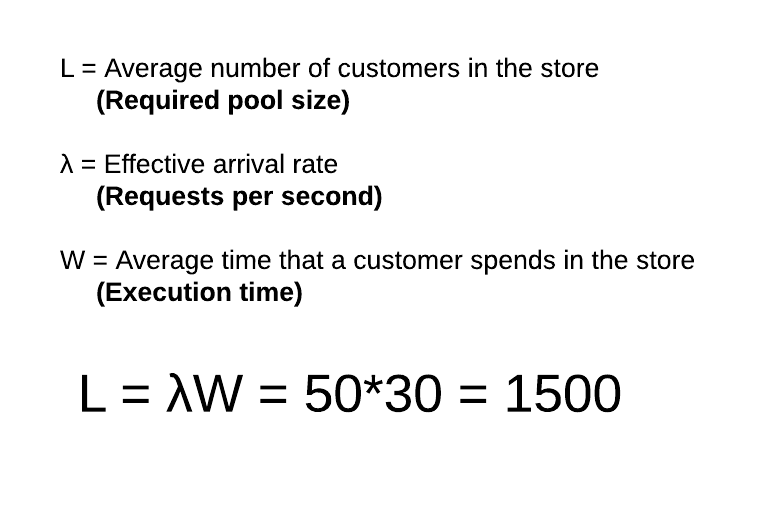 L = Average number of customers in the store
(Required pool size)
λ = Effective arrival rate
(Requests per second)
W = Average time that a customer spends in the store
(Execution time)
L = λW = 50*30 = 1500